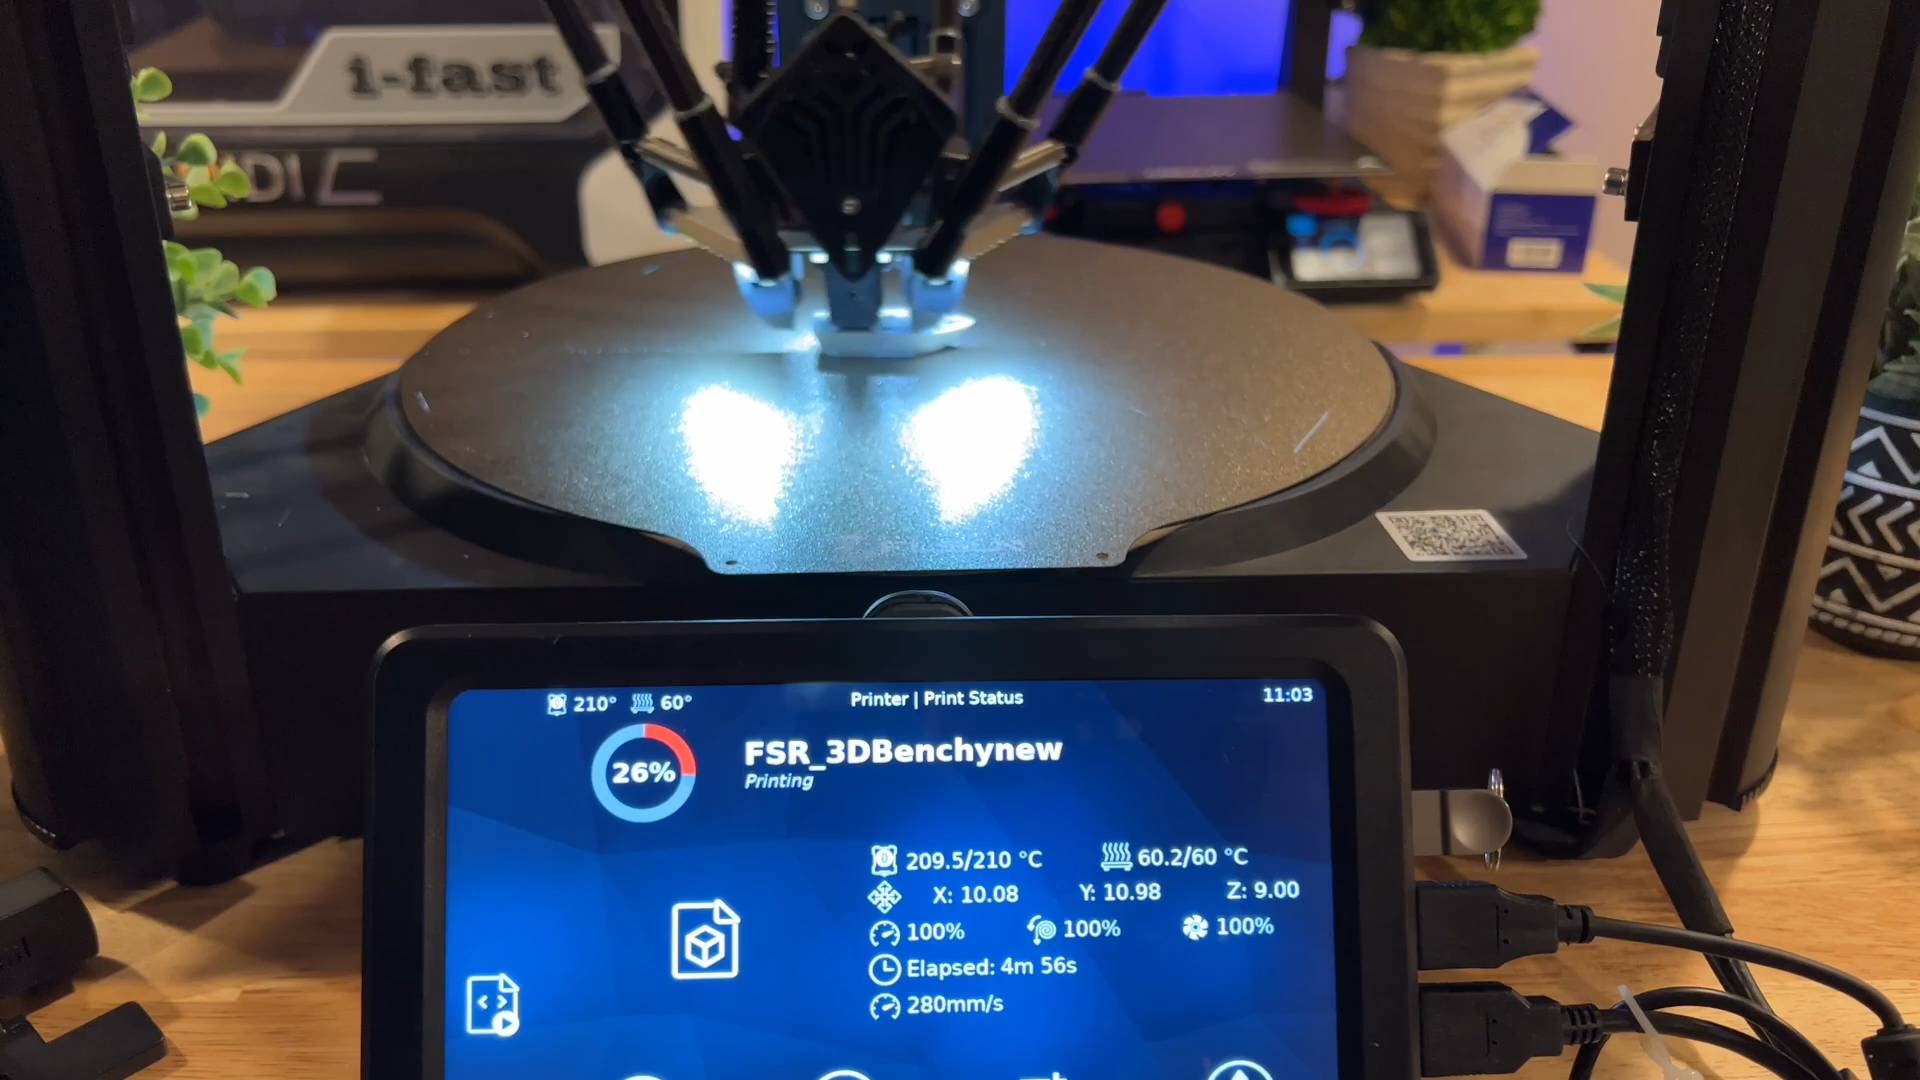 i-fast
DI
210° 60° Printer | Print Status 11:03
26%
FSR_3DBenchynew
Printing
209.5/210 °C 60.2/60 °C
X: 10.08 Y: 10.98 Z: 9.00
100% 100% 100%
Elapsed: 4m 56s
280mm/s